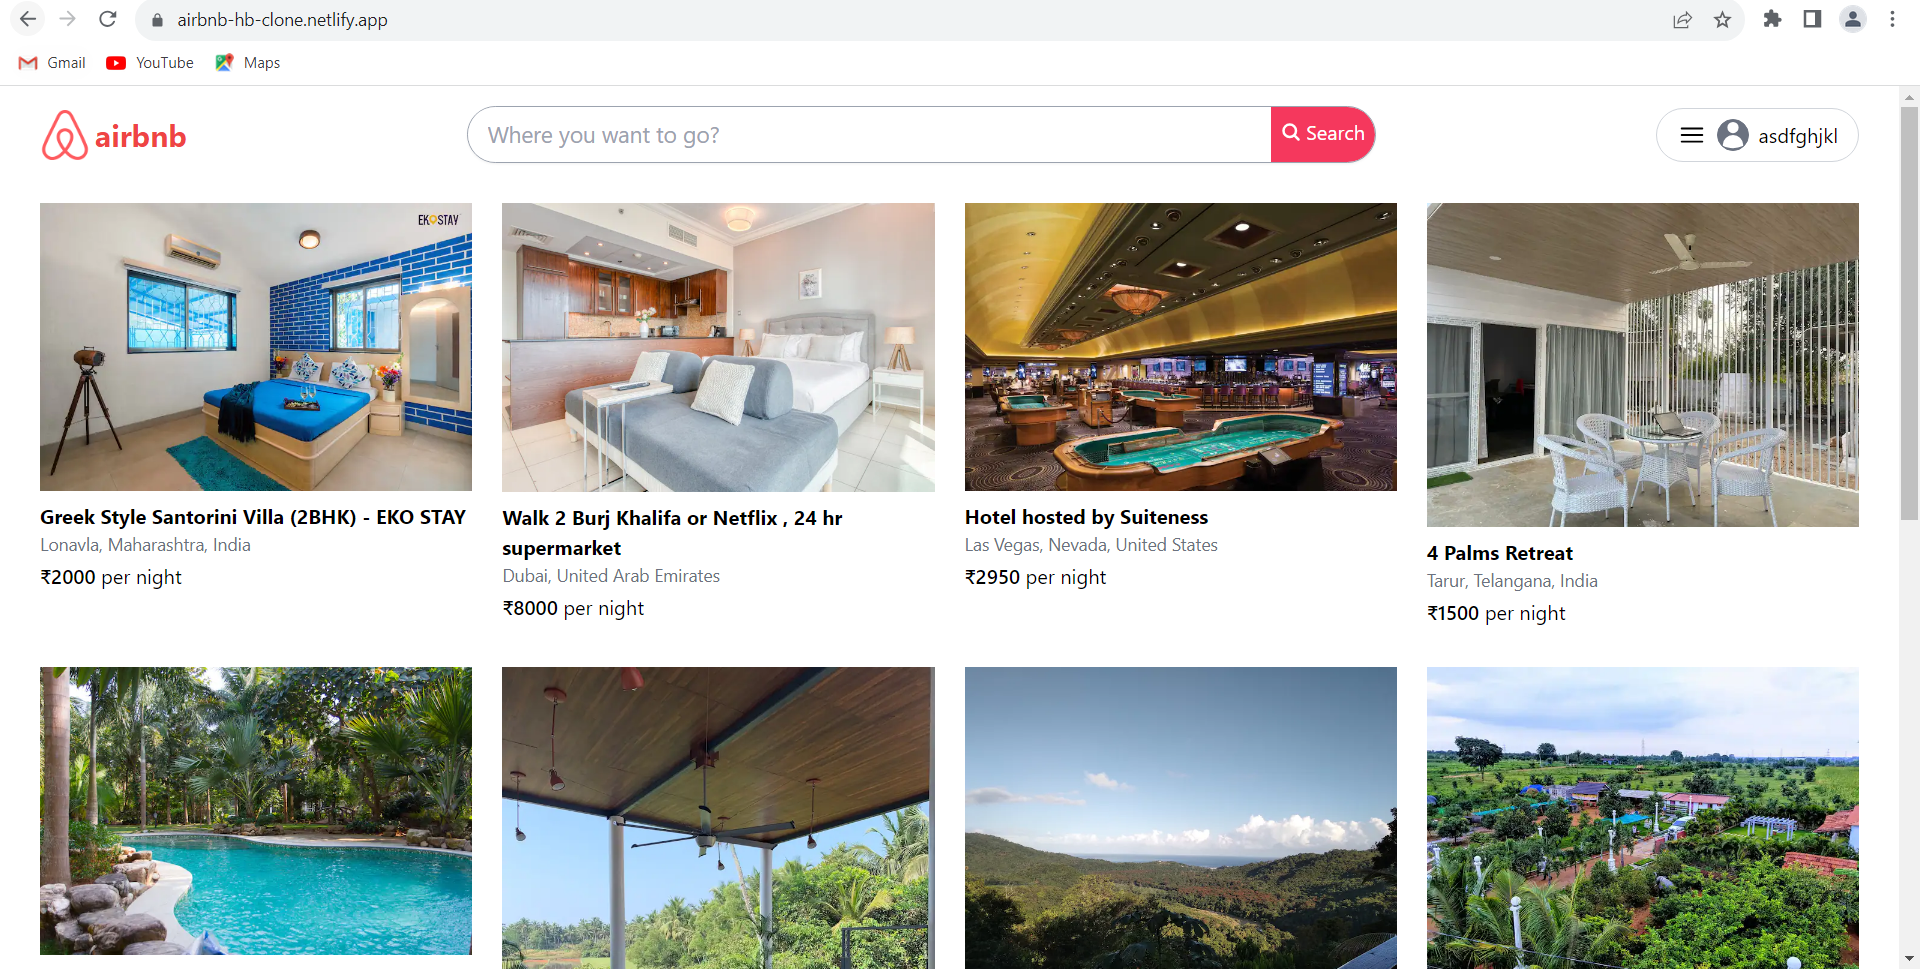 airbnb-hb-clone.netlify.app
Gmail
YouTube
Maps
airbnb
Where you want to go?
Search
asdfghjkl
EKOSTAY
Greek Style Santorini Villa (2BHK) - EKO STAY
Lonavla, Maharashtra, India
₹2000 per night
Walk 2 Burj Khalifa or Netflix , 24 hr
supermarket
Dubai, United Arab Emirates
₹8000 per night
Hotel hosted by Suiteness
Las Vegas, Nevada, United States
₹2950 per night
4 Palms Retreat
Tarur, Telangana, India
₹1500 per night